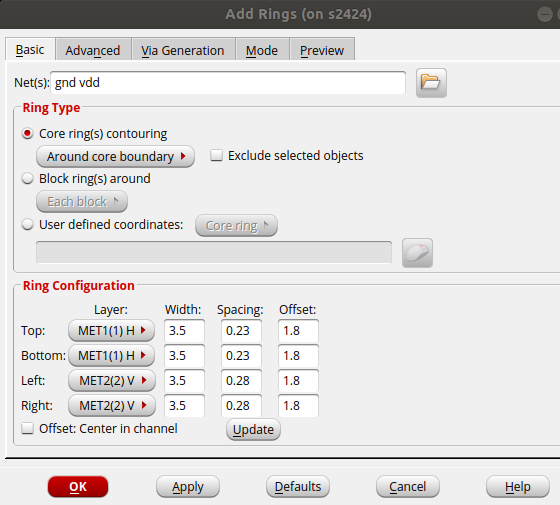 Add Rings (on s2424)
Basic Advanced Via Generation Mode Preview
Net(s): gnd vdd
Ring Type
Core ring(s) contouring
Around core boundary Exclude selected objects
Block ring(s) around
Each block
User defined coordinates: Core ring
Ring Configuration
Layer: Width: Spacing: Offset:
Top: MET1(1) H 3.5 0.23 1.8
Bottom: MET1(1) H 3.5 0.23 1.8
Left: MET2(2) V 3.5 0.28 1.8
Right: MET2(2) V 3.5 0.28 1.8
Offset: Center in channel Update
OK Apply Defaults Cancel Help